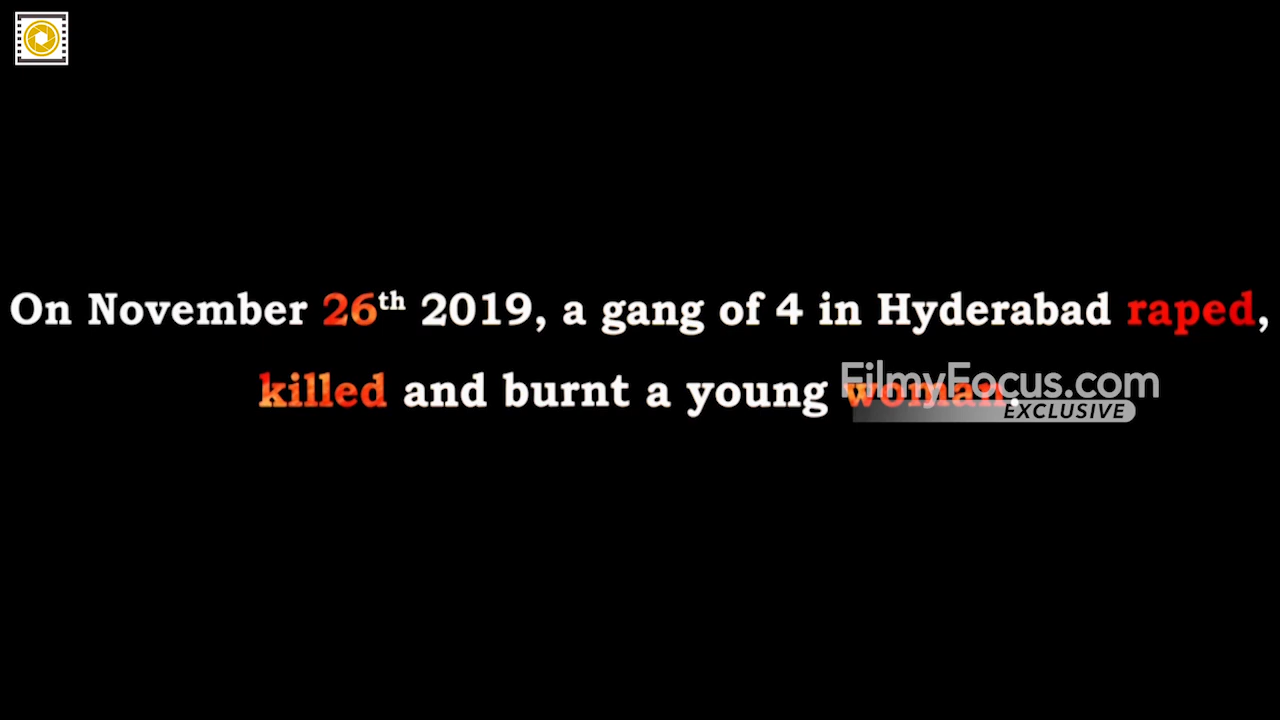 On November 26th 2019, a gang of 4 in Hyderabad raped,
killed and burnt a young woman.
FilmyFocus.com
EXCLUSIVE